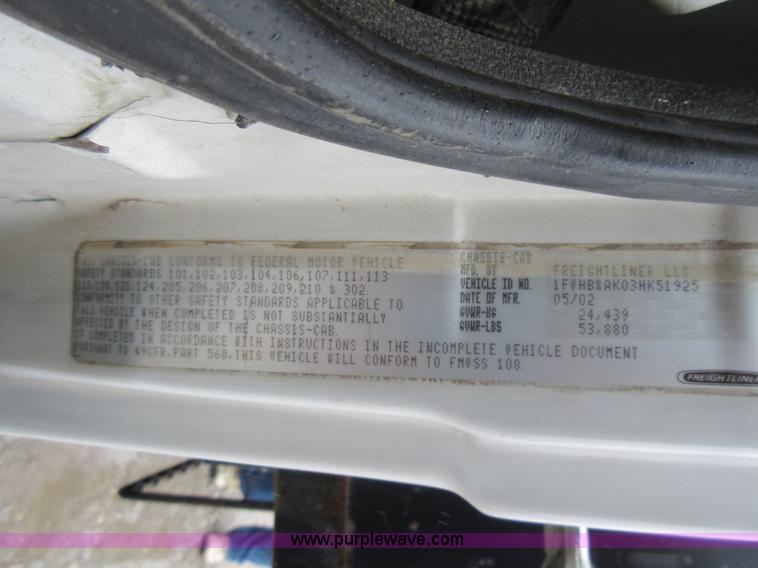 THIS CHASSIS-CAB CONFORMS TO FEDERAL MOTOR VEHICLE
SAFETY STANDARDS 101,102,103,104,106,107,111,113
115,120,121,124,205,206,207,208,209,210 & 302.
CONFORMITY TO OTHER SAFETY STANDARDS APPLICABLE TO
THIS VEHICLE WHEN COMPLETED IS NOT SUBSTANTIALLY
AFFECTED BY THE DESIGN OF THE CHASSIS-CAB.
IF COMPLETED IN ACCORDANCE WITH INSTRUCTIONS IN THE INCOMPLETE VEHICLE DOCUMENT
PURSUANT TO 49CFR,PART 568,THIS VEHICLE WILL CONFORM TO FMVSS 108.
CHASSIS-CAB
MFD. BY FREIGHTLINER LLC
VEHICLE ID NO. 1FVHBXAK03HK51925
DATE OF MFR. 05/02
GVWR-KG 24,439
GVWR-LBS 53,880
FREIGHTLINER
www.purplewave.com